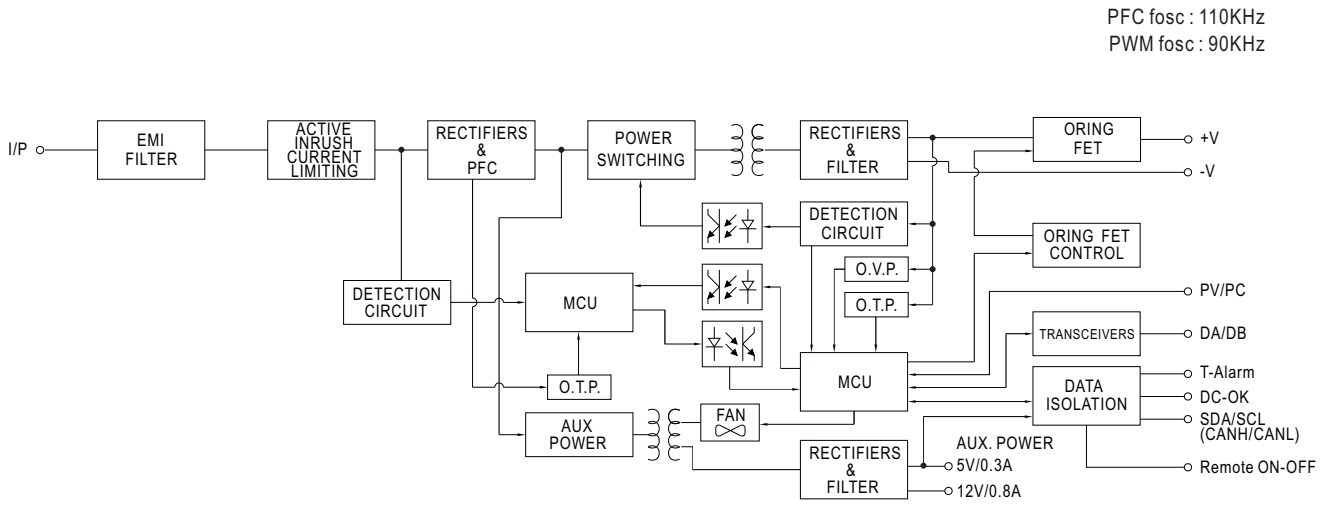 PFC fosc : 110KHz
PWM fosc : 90KHz
I/P
EMI
FILTER
ACTIVE
INRUSH
CURRENT
LIMITING
RECTIFIERS
&
PFC
POWER
SWITCHING
RECTIFIERS
&
FILTER
ORING
FET
+V
-V
DETECTION
CIRCUIT
ORING FET
CONTROL
O.V.P.
O.T.P.
DETECTION
CIRCUIT
MCU
PV/PC
TRANSCEIVERS
DA/DB
MCU
O.T.P.
DATA
ISOLATION
T-Alarm
DC-OK
SDA/SCL
(CANH/CANL)
AUX
POWER
FAN
RECTIFIERS
&
FILTER
AUX. POWER
5V/0.3A
12V/0.8A
Remote ON-OFF